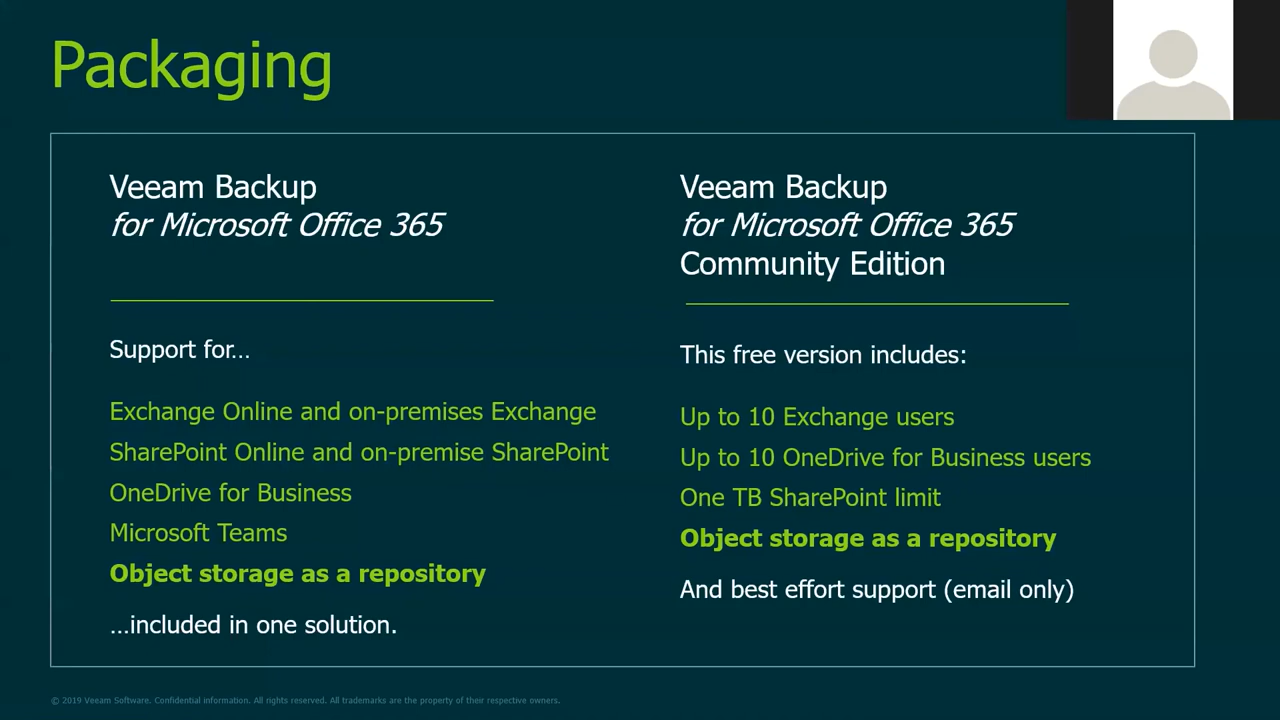 Packaging
Veeam Backup
for Microsoft Office 365
Support for…
Exchange Online and on-premises Exchange
SharePoint Online and on-premise SharePoint
OneDrive for Business
Microsoft Teams
Object storage as a repository
…included in one solution.
Veeam Backup
for Microsoft Office 365
Community Edition
This free version includes:
Up to 10 Exchange users
Up to 10 OneDrive for Business users
One TB SharePoint limit
Object storage as a repository
And best effort support (email only)
© 2019 Veeam Software. Confidential information. All rights reserved. All trademarks are the property of their respective owners.